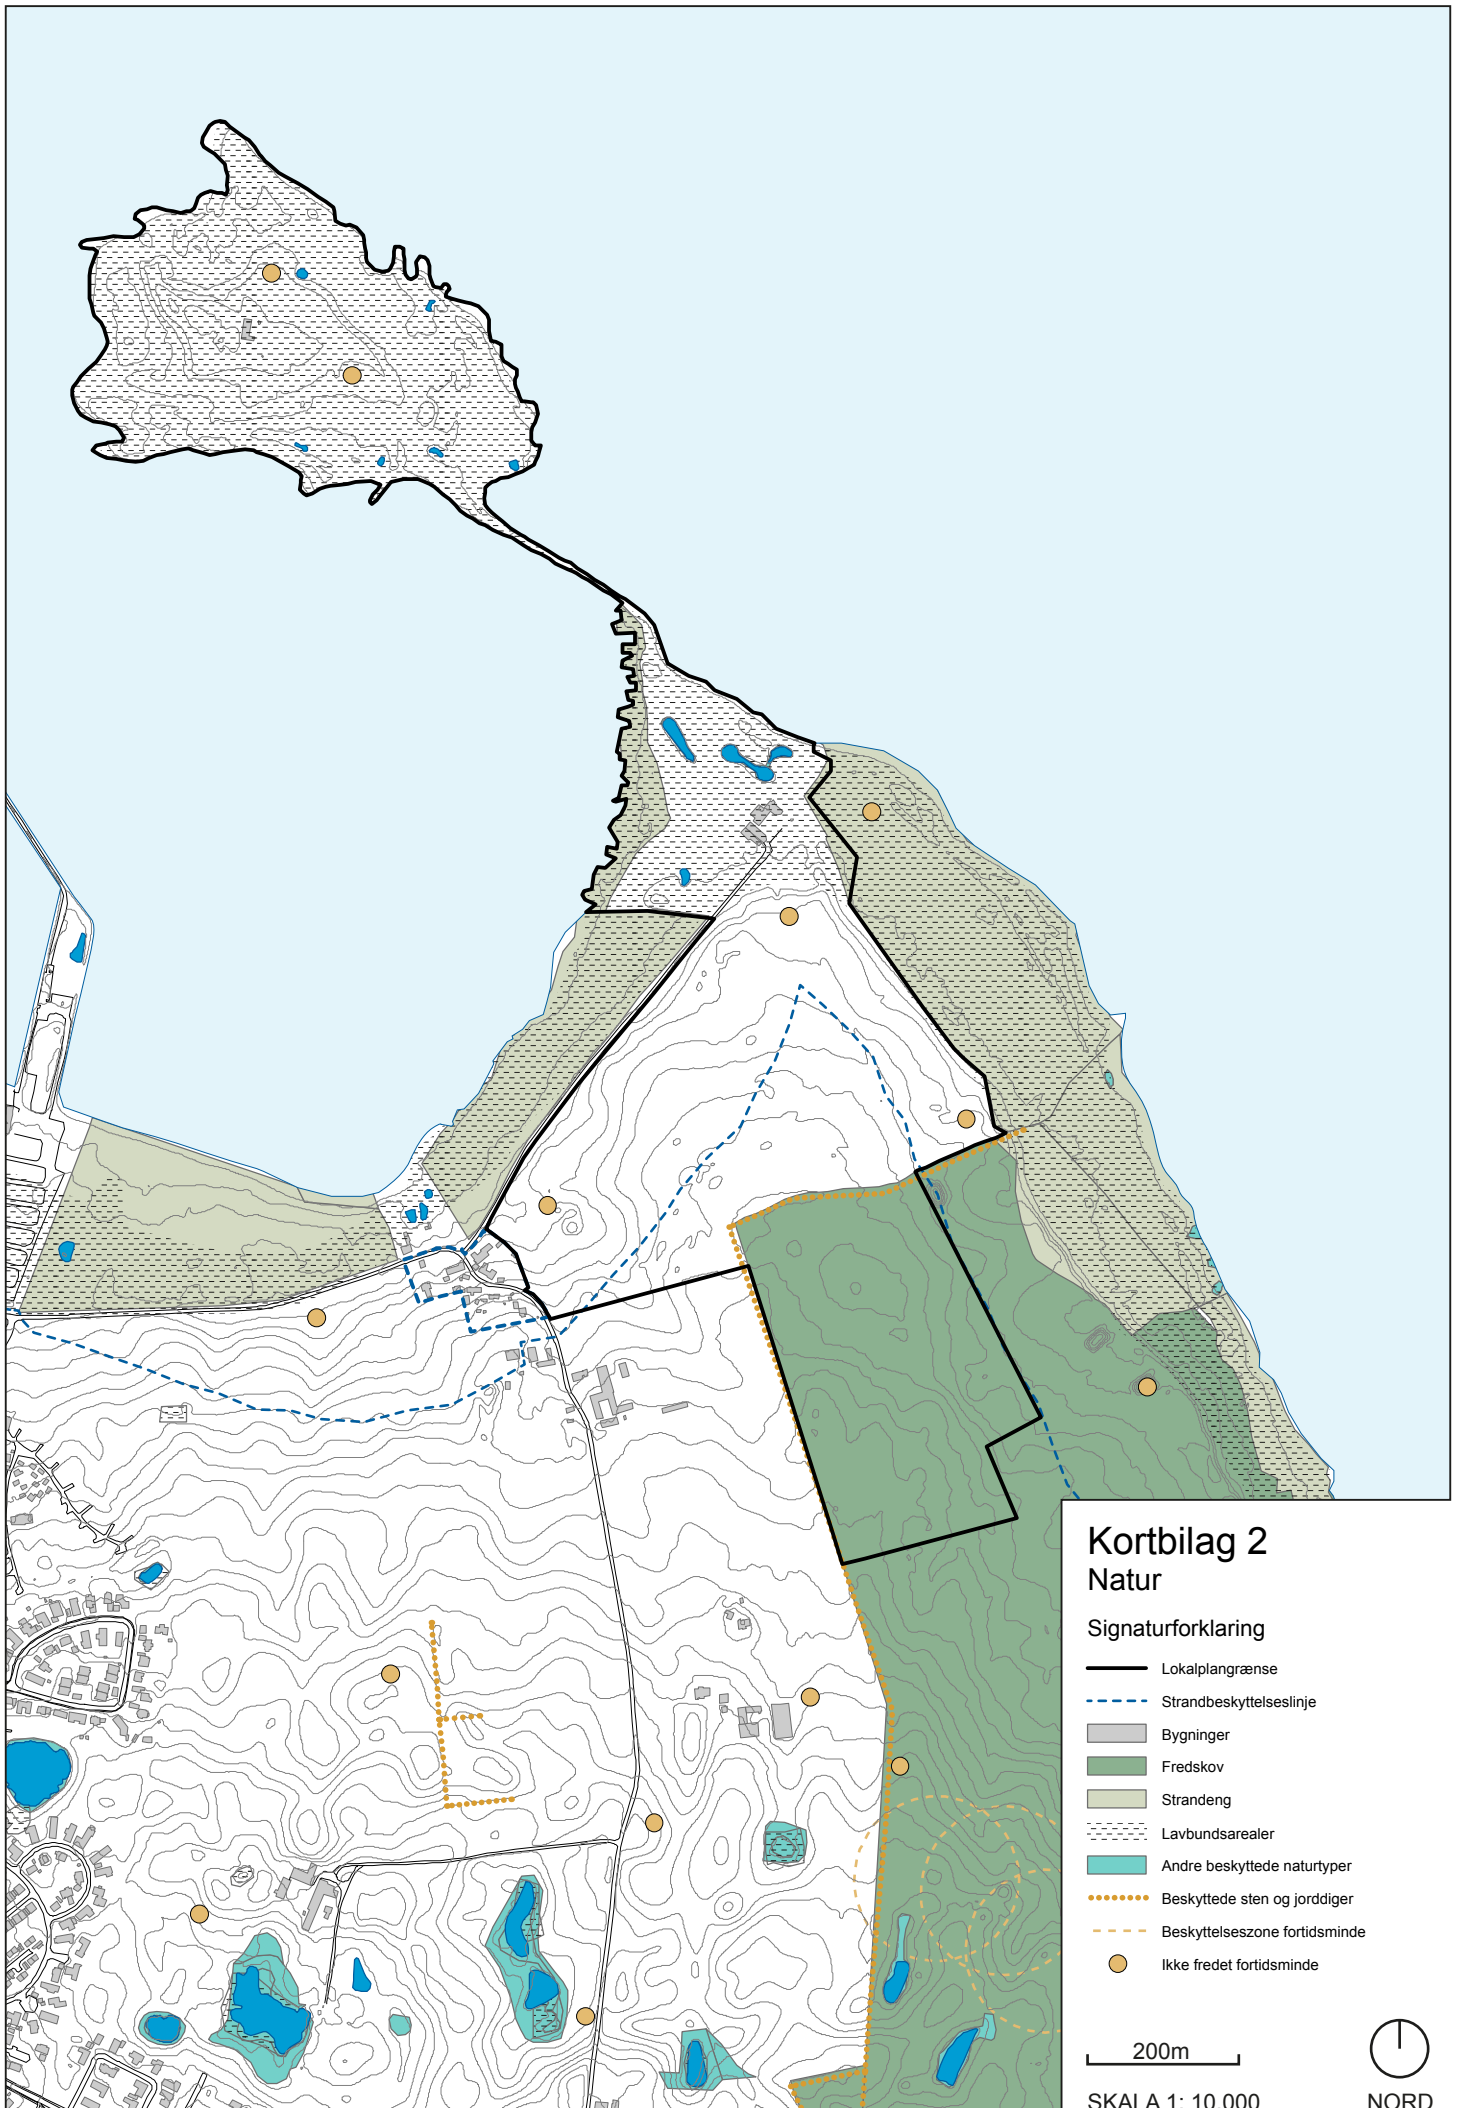 Kortbilag 2
Natur
Signaturforklaring
Lokalplangrænse
Strandbeskyttelseslinje
Bygninger
Fredskov
Strandeng
Lavbundsarealer
Andre beskyttede naturtyper
Beskyttede sten og jorddiger
Beskyttelseszone fortidsminde
Ikke fredet fortidsminde
200m
SKALA 1: 10.000
NORD